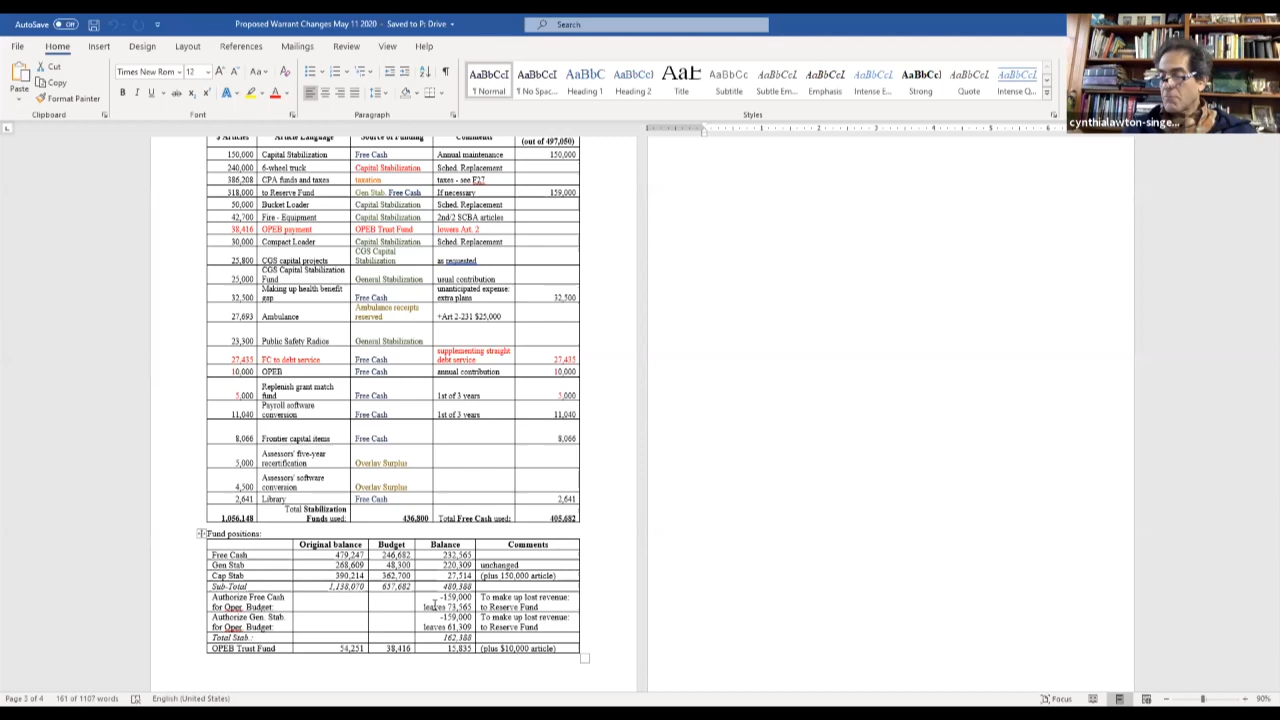 AutoSave Off Proposed Warrant Changes May 11 2020 - Saved to P: Drive Search
File Home Insert Design Layout References Mailings Review View Help
Paste Cut Copy Format Painter
Times New Rom 12 Aa
B I U ab x₂ x² A A
AaBbCcI AaBbCcI AaBbC AaBbCcl AaB AaBbCcI AaBbCcL AaBbCcL AaBbCcL AaBbCcI AaBbCcL AaBbCcL
¶ Normal ¶ No Spac... Heading 1 Heading 2 Title Subtitle Subtle Em... Emphasis Intense E... Strong Quote Intense Q...
Clipboard Font Paragraph Styles
cynthialawton-singe...
1 2 3 4 5 6
$ Articles Article Language Source of Funding Comments (out of 497,050)
150,000 Capital Stabilization Free Cash Annual maintenance 150,000
240,000 6-wheel truck Capital Stabilization Sched. Replacement
386,208 CPA funds and taxes taxation taxes - see F27
318,000 to Reserve Fund Gen Stab. Free Cash If necessary 159,000
50,000 Bucket Loader Capital Stabilization Sched. Replacement
42,700 Fire - Equipment Capital Stabilization 2nd/2 SCBA articles
38,416 OPEB payment OPEB Trust Fund lowers Art. 2
30,000 Compact Loader Capital Stabilization Sched. Replacement
25,800 CGS capital projects CGS Capital Stabilization as requested
25,000 CGS Capital Stabilization Fund General Stabilization usual contribution
32,500 Making up health benefit gap Free Cash unanticipated expense: extra plans 32,500
27,693 Ambulance Ambulance receipts reserved +Art 2-231 $25,000
23,300 Public Safety Radios General Stabilization
27,435 FC to debt service Free Cash supplementing straight debt service 27,435
10,000 OPEB Free Cash annual contribution 10,000
5,000 Replenish grant match fund Free Cash 1st of 3 years 5,000
11,040 Payroll software conversion Free Cash 1st of 3 years 11,040
8,066 Frontier capital items Free Cash 8,066
5,000 Assessors' five-year recertification Overlay Surplus
4,500 Assessors' software conversion Overlay Surplus
2,641 Library Free Cash 2,641
1,056,148 Total Stabilization Funds used: 436,800 Total Free Cash used: 405,682
Fund positions:
Original balance Budget Balance Comments
Free Cash 479,247 246,682 232,565
Gen Stab 268,609 48,300 220,309 unchanged
Cap Stab 390,214 362,700 27,514 (plus 150,000 article)
Sub-Total 1,138,070 657,682 480,388
Authorize Free Cash -159,000 To make up lost revenue:
for Oper. Budget: leaves 73,565 to Reserve Fund
Authorize Gen. Stab. -159,000 To make up lost revenue:
for Oper. Budget: leaves 61,309 to Reserve Fund
Total Stab.: 162,388
OPEB Trust Fund 54,251 38,416 15,835 (plus $10,000 article)
Page 3 of 4 161 of 1107 words English (United States) Focus 90%